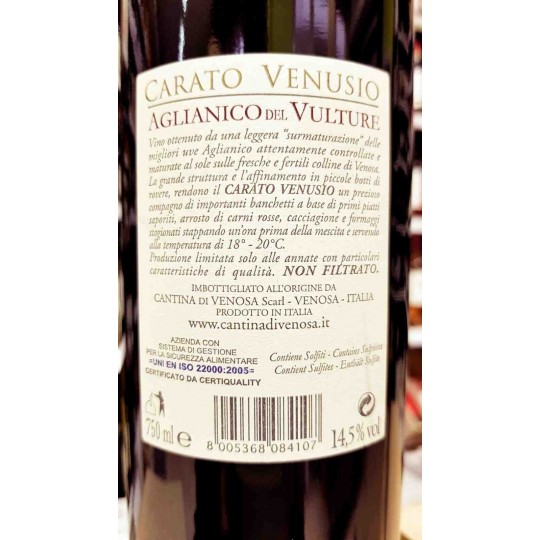 CARATO VENUSIO
AGLIANICO DEL VULTURE
Vino ottenuto da una leggera "surmaturazione" delle
migliori uve Aglianico attentamente controllate e
maturate al sole sulle fresche e fertili colline di Venosa.
La grande struttura e l'affinamento in piccole botti di
rovere, rendono il CARATO VENUSIO un prezioso
compagno di importanti banchetti a base di primi piatti
saporiti, arrosto di carni rosse, cacciagione e formaggi
stagionati stappando un'ora prima della mescita e servendo
alla temperatura di 18° - 20°C.
Produzione limitata solo alle annate con particolari
caratteristiche di qualità. NON FILTRATO.
IMBOTTIGLIATO ALL'ORIGINE DA
CANTINA DI VENOSA Scarl - VENOSA - ITALIA
PRODOTTO IN ITALIA
www.cantinadivenosa.it
AZIENDA CON
SISTEMA DI GESTIONE
PER LA SICUREZZA ALIMENTARE
=UNI EN ISO 22000:2005=
CERTIFICATO DA CERTIQUALITY
Contiene Solfiti - Contains Sulphites
Contient Sulfites - Enthält Sulfite
750 ml e
8 005368 084107
14,5% vol